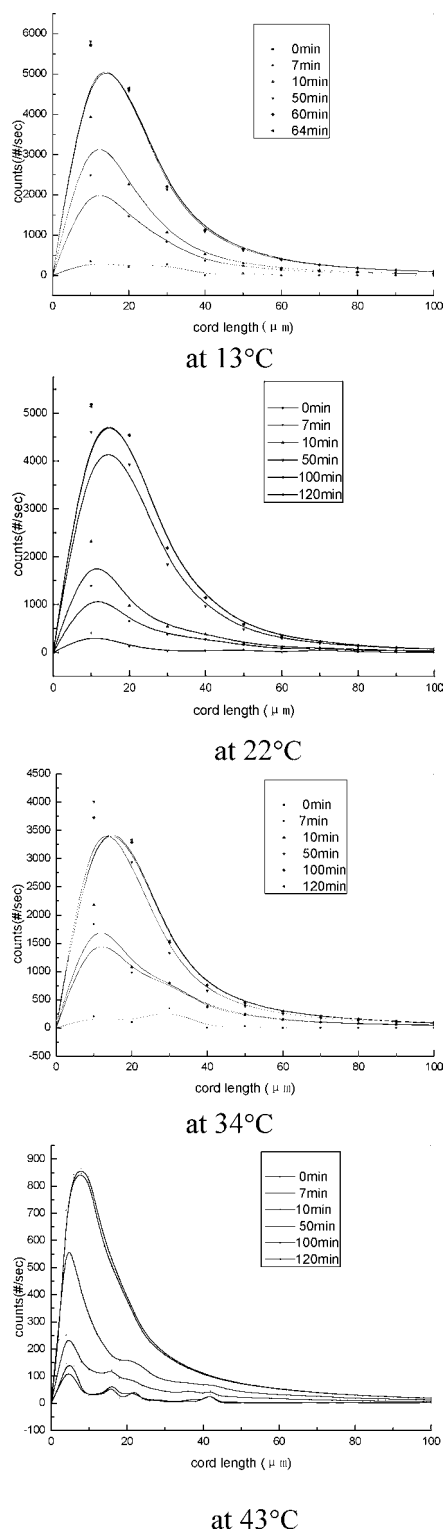 6000
5000
4000
3000
2000
1000
0
counts(/#/sec)
0min
7min
10min
50min
60min
64min
0 20 40 60 80 100
cord length ( μ m)
at 13°C
5000
4000
3000
2000
1000
0
counts(#/sec)
0min
7min
10min
50min
100min
120min
0 20 40 60 80 100
cord length ( μ m)
at 22°C
4500
4000
3500
3000
2500
2000
1500
1000
500
0
-500
counts(#/sec)
0min
7min
10min
50min
100min
120min
0 20 40 60 80 100
cord length ( μ m)
at 34°C
900
800
700
600
500
400
300
200
100
0
-100
counts(#/sec)
0min
7min
10min
50min
100min
120min
0 20 40 60 80 100
cord length ( μ m)
at 43°C